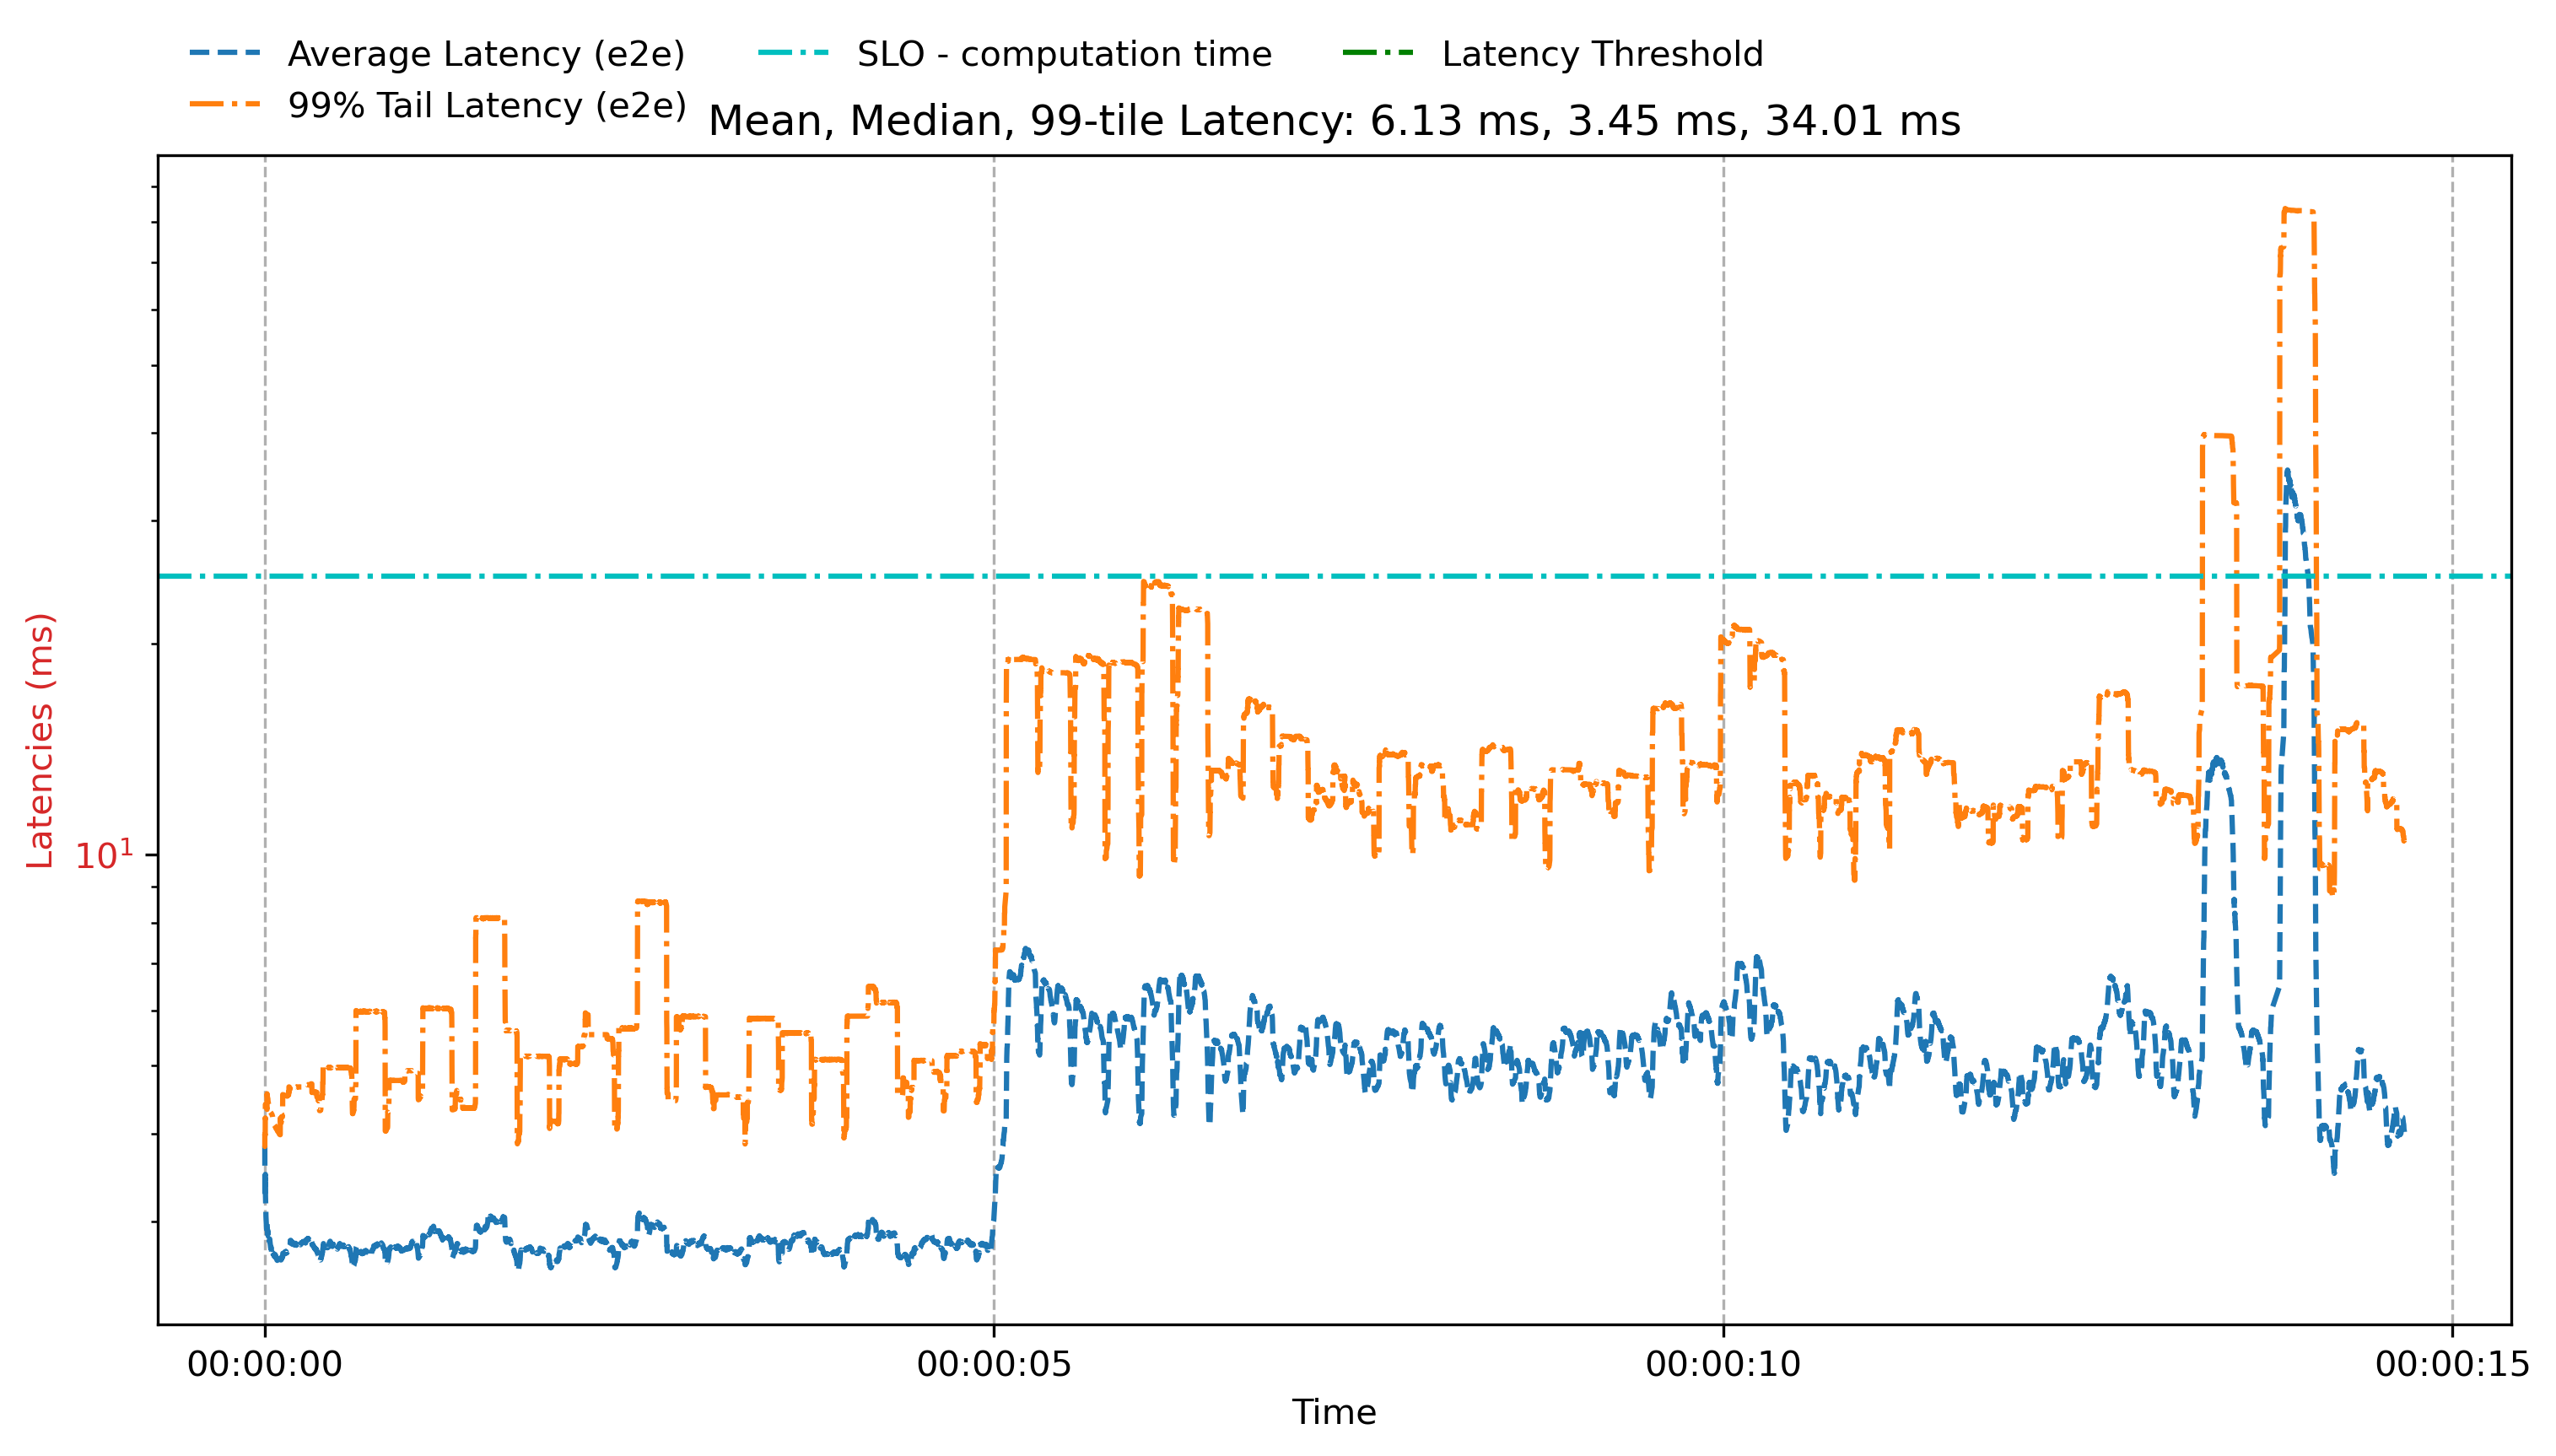 Average Latency (e2e)
SLO - computation time
Latency Threshold
99% Tail Latency (e2e)
Mean, Median, 99-tile Latency: 6.13 ms, 3.45 ms, 34.01 ms
Latencies (ms)
10¹
00:00:00
00:00:05
00:00:10
00:00:15
Time